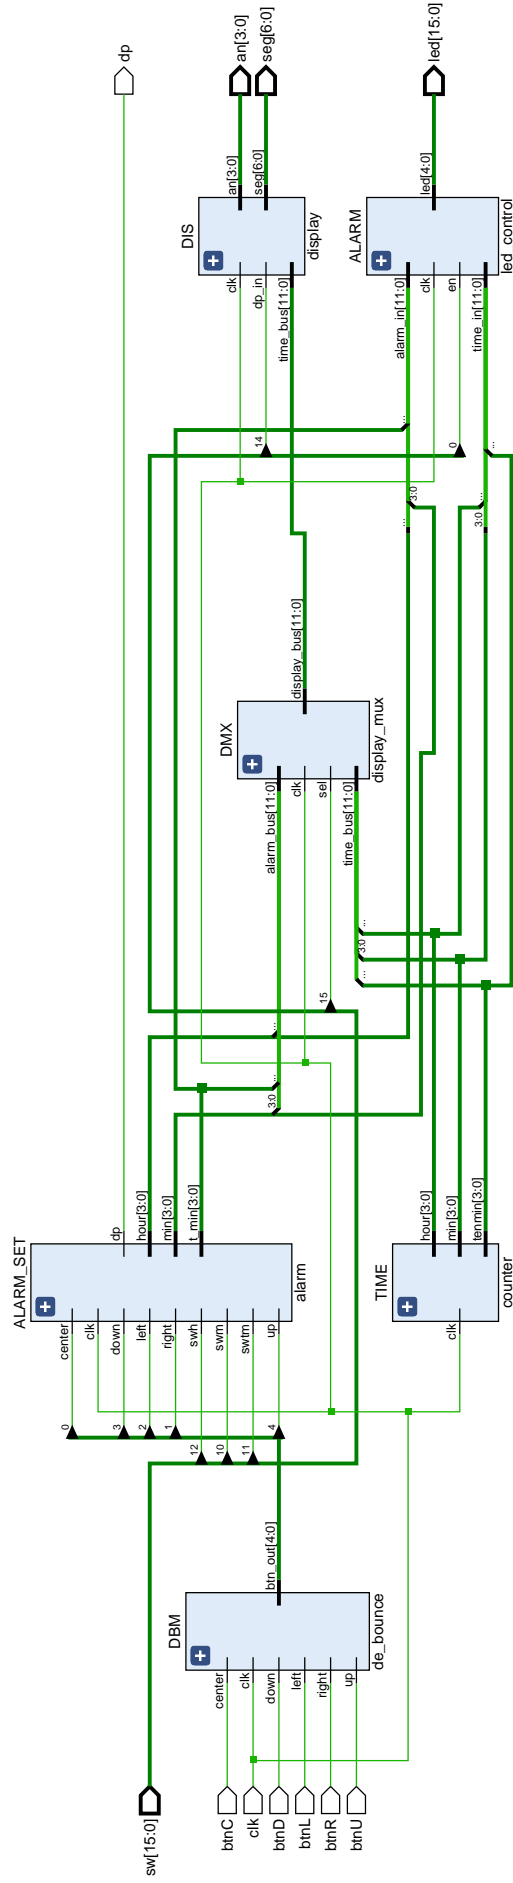 sw[15:0]
btnC
clk
btnD
btnL
btnR
btnU
DBM
center
clk
down
left
right
up
btn_out[4:0]
de_bounce
0
3
2
1
4
12
10
11
ALARM_SET
center
clk
down
left
right
swh
swm
swtm
up
dp
hour[3:0]
min[3:0]
t_min[3:0]
alarm
TIME
clk
hour[3:0]
min[3:0]
tenmin[3:0]
counter
3:0
...
...
15
...
3:0
...
DMX
alarm_bus[11:0]
clk
sel
time_bus[11:0]
display_bus[11:0]
display_mux
14
0
...
3:0
...
3:0
...
...
DIS
clk
dp_in
time_bus[11:0]
an[3:0]
seg[6:0]
display
ALARM
alarm_in[11:0]
clk
en
time_in[11:0]
led[4:0]
led_control
dp
an[3:0]
seg[6:0]
led[15:0]